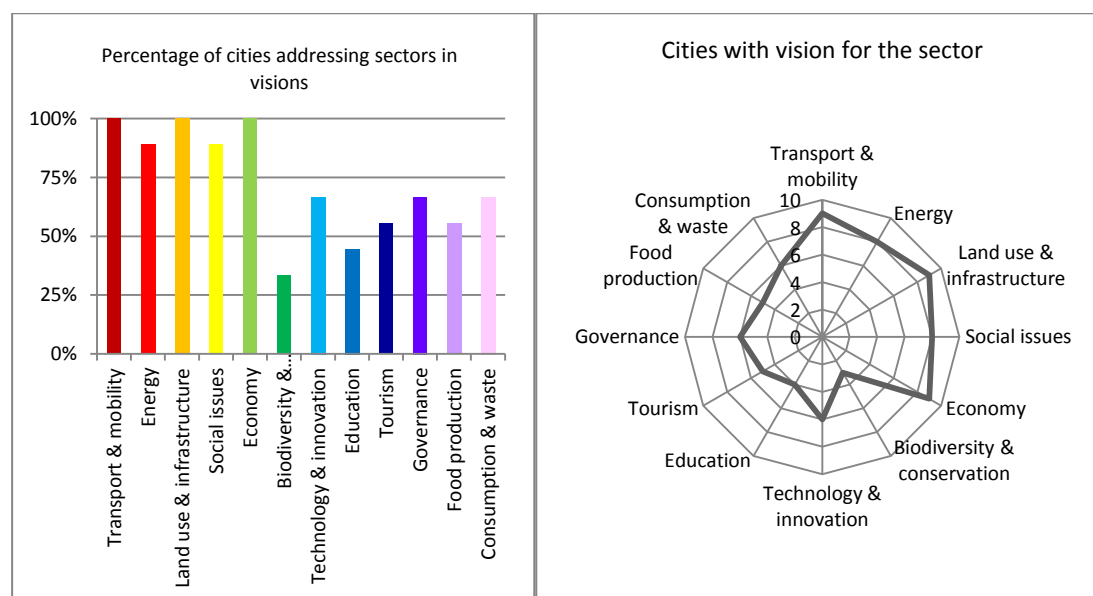 Percentage of cities addressing sectors in
visions
100%
75%
50%
25%
0%
Transport & mobility
Energy
Land use & infrastructure
Social issues
Economy
Biodiversity &…
Technology & innovation
Education
Tourism
Governance
Food production
Consumption & waste
Cities with vision for the sector
Transport &
mobility
Energy
Land use &
infrastructure
Social issues
Economy
Biodiversity &
conservation
Technology &
innovation
Education
Tourism
Governance
Food
production
Consumption
& waste
10
8
6
4
2
0